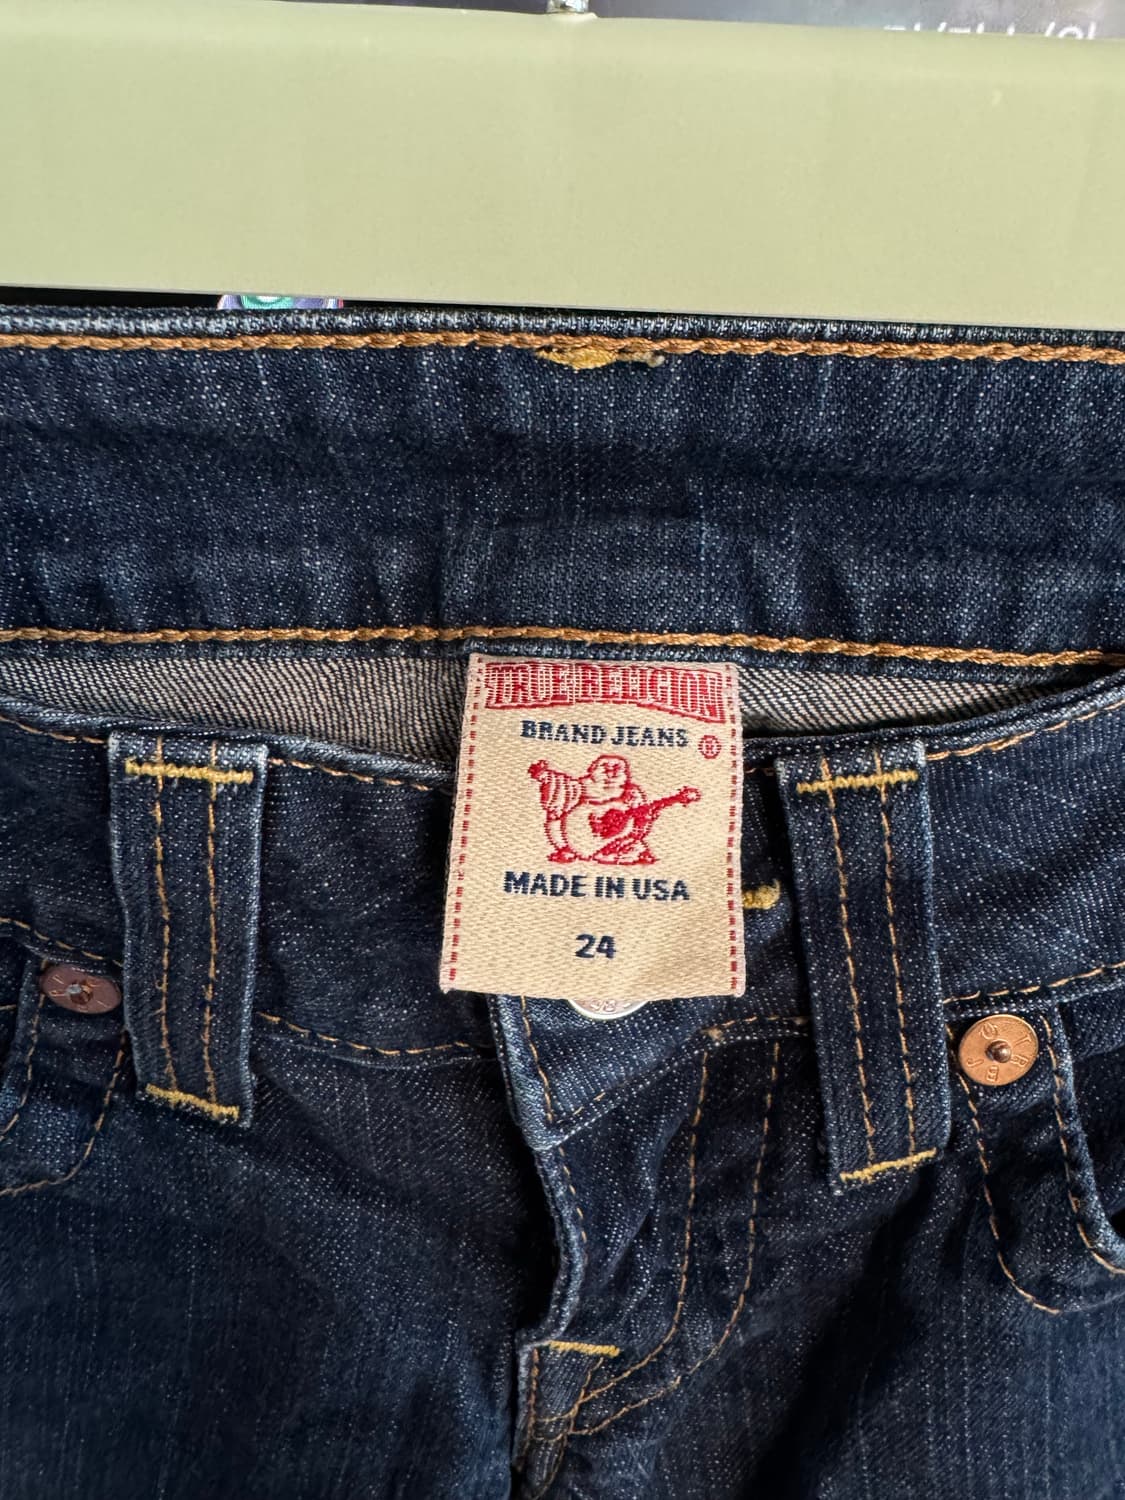 TRUE RELIGION
BRAND JEANS ®
MADE IN USA
24